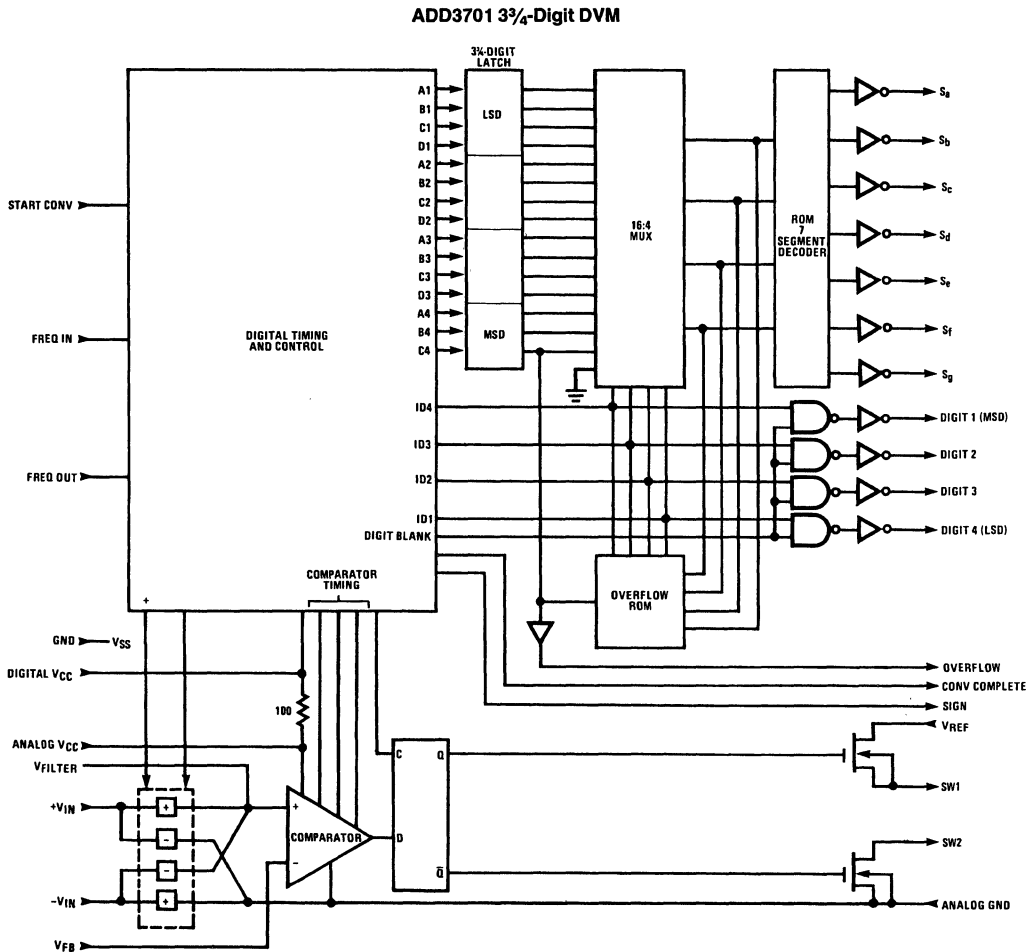 ADD3701 3¾-Digit DVM
3¾-DIGIT
LATCH
A1
B1
C1
D1
A2
B2
C2
D2
A3
B3
C3
D3
A4
B4
C4
LSD
MSD
16:4
MUX
ROM
7
SEGMENT
DECODER
Sa
Sb
Sc
Sd
Se
Sf
Sg
START CONV
FREQ IN
FREQ OUT
DIGITAL TIMING
AND CONTROL
ID4
ID3
ID2
ID1
DIGIT BLANK
DIGIT 1 (MSD)
DIGIT 2
DIGIT 3
DIGIT 4 (LSD)
COMPARATOR
TIMING
+
OVERFLOW
ROM
GND
VSS
DIGITAL VCC
100
ANALOG VCC
VFILTER
+VIN
+
-
-
+
-VIN
VFB
+
COMPARATOR
-
C
Q
D
Q̅
OVERFLOW
CONV COMPLETE
SIGN
VREF
SW1
SW2
ANALOG GND